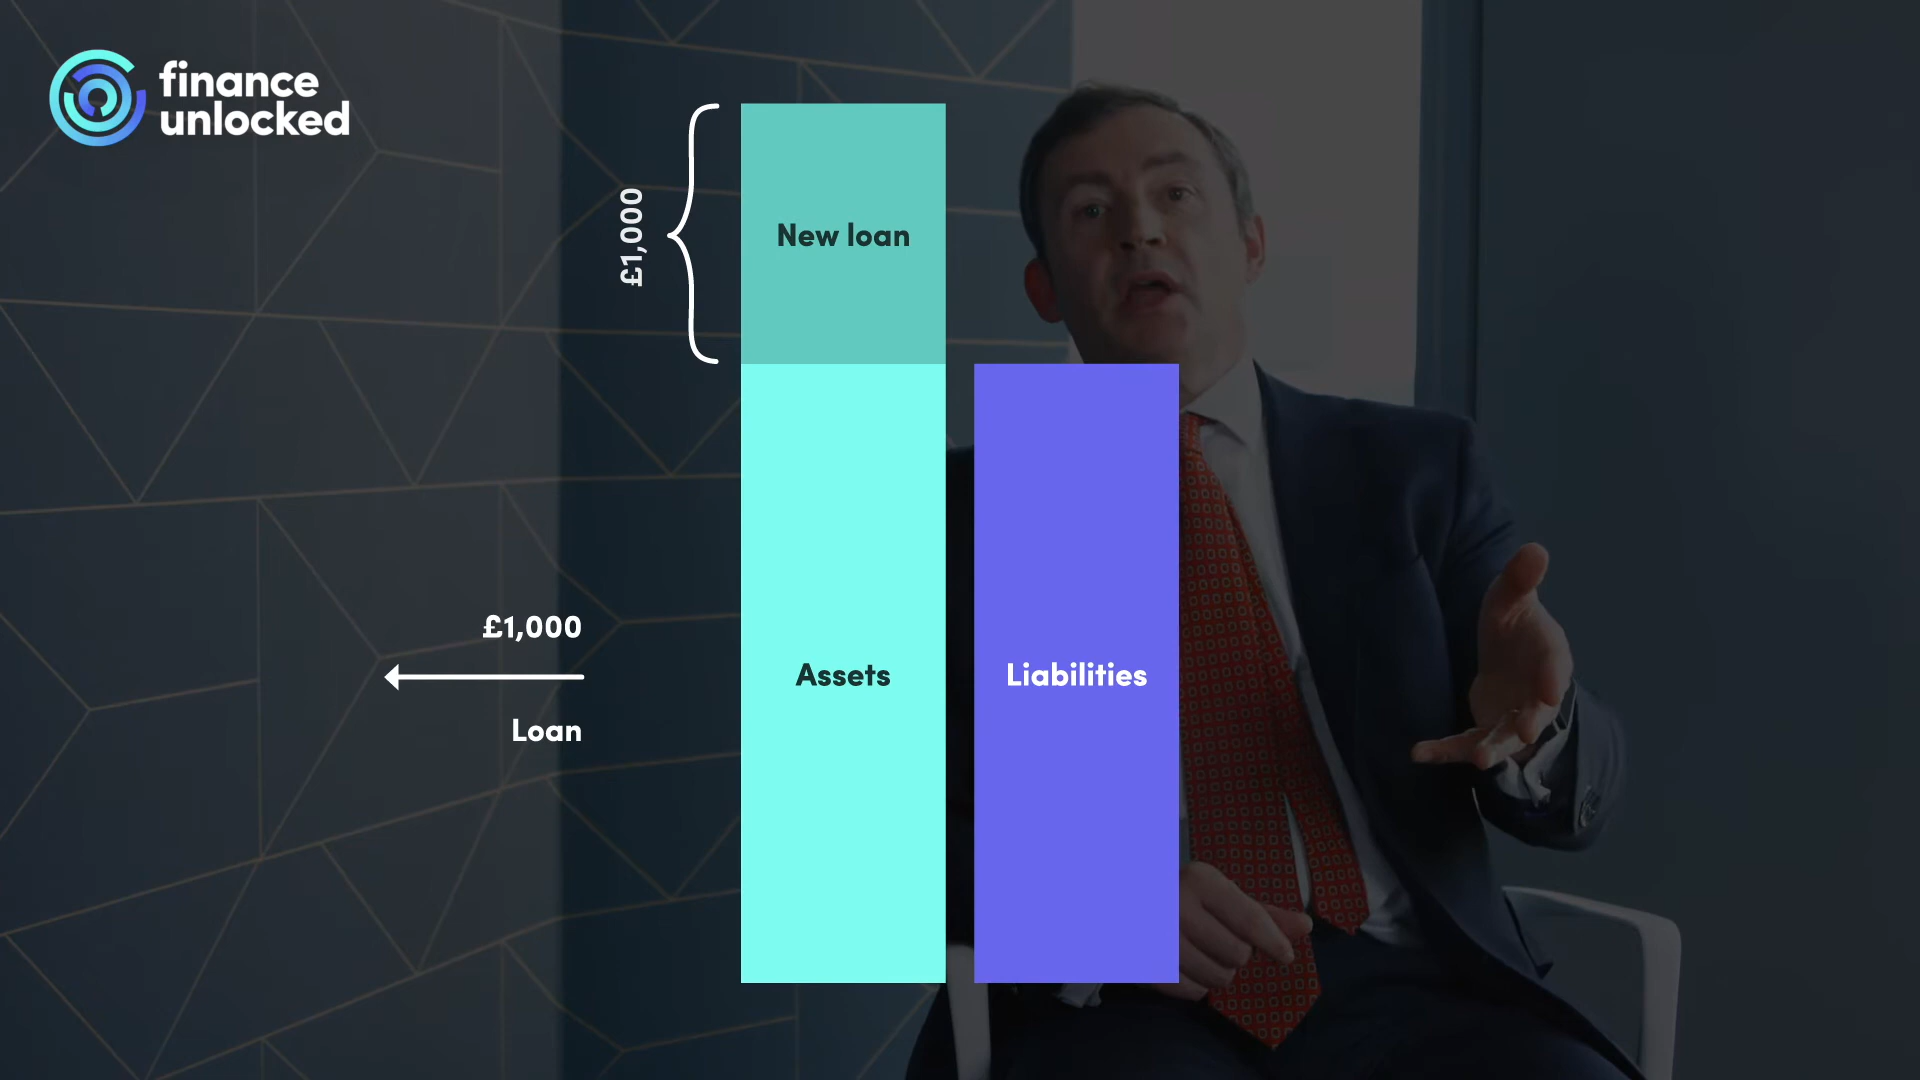 finance
unlocked
£1,000
New loan
£1,000
Loan
Assets
Liabilities